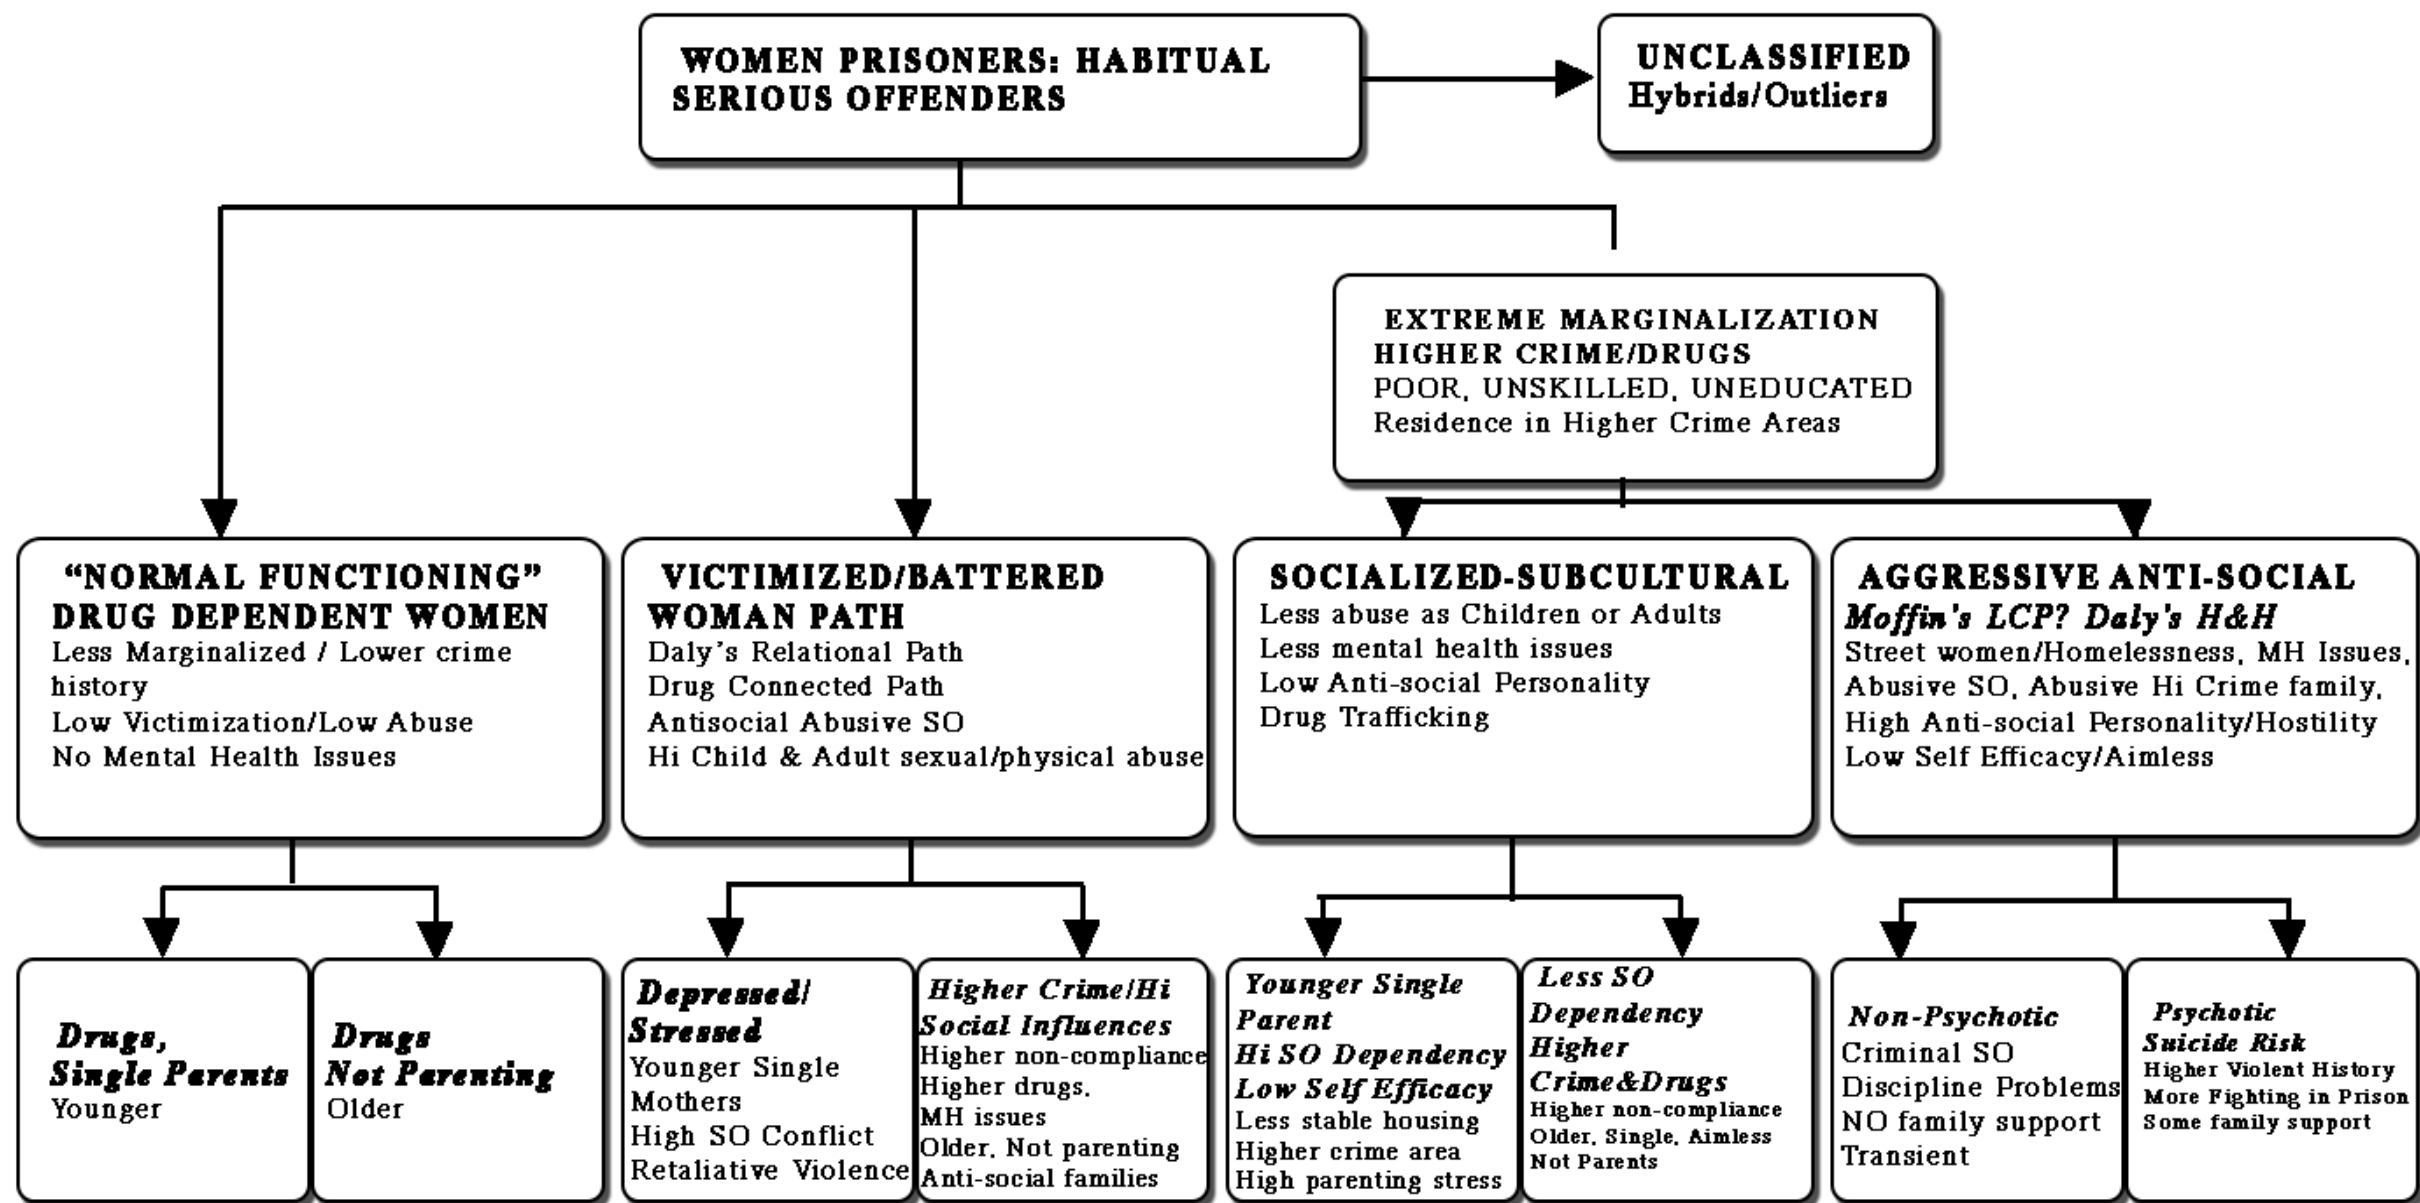 WOMEN PRISONERS: HABITUAL
SERIOUS OFFENDERS
UNCLASSIFIED
Hybrids/Outliers
EXTREME MARGINALIZATION
HIGHER CRIME/DRUGS
POOR, UNSKILLED, UNEDUCATED
Residence in Higher Crime Areas
“NORMAL FUNCTIONING”
DRUG DEPENDENT WOMEN
Less Marginalized / Lower crime
history
Low Victimization/Low Abuse
No Mental Health Issues
VICTIMIZED/BATTERED
WOMAN PATH
Daly's Relational Path
Drug Connected Path
Antisocial Abusive SO
Hi Child & Adult sexual/physical abuse
SOCIALIZED-SUBCULTURAL
Less abuse as Children or Adults
Less mental health issues
Low Anti-social Personality
Drug Trafficking
AGGRESSIVE ANTI-SOCIAL
Moffin's LCP? Daly's H&H
Street women/Homelessness, MH Issues,
Abusive SO, Abusive Hi Crime family,
High Anti-social Personality/Hostility
Low Self Efficacy/Aimless
Drugs,
Single Parents
Younger
Drugs
Not Parenting
Older
Depressed/
Stressed
Younger Single
Mothers
High SO Conflict
Retaliative Violence
Higher Crime/Hi
Social Influences
Higher non-compliance
Higher drugs,
MH issues
Older, Not parenting
Anti-social families
Younger Single
Parent
Hi SO Dependency
Low Self Efficacy
Less stable housing
Higher crime area
High parenting stress
Less SO
Dependency
Higher
Crime&Drugs
Higher non-compliance
Older, Single, Aimless
Not Parents
Non-Psychotic
Criminal SO
Discipline Problems
NO family support
Transient
Psychotic
Suicide Risk
Higher Violent History
More Fighting in Prison
Some family support